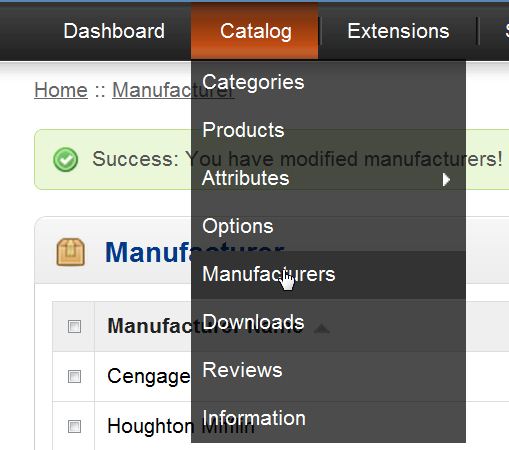 Dashboard Catalog Extensions
Home :: Manufacturer
Categories
Products
Success: You have modified manufacturers!
Attributes
Options
Manufacturer
Manufacturers
Manufacturer Name
Downloads
Cengage
Reviews
Houghton Mifflin
Information